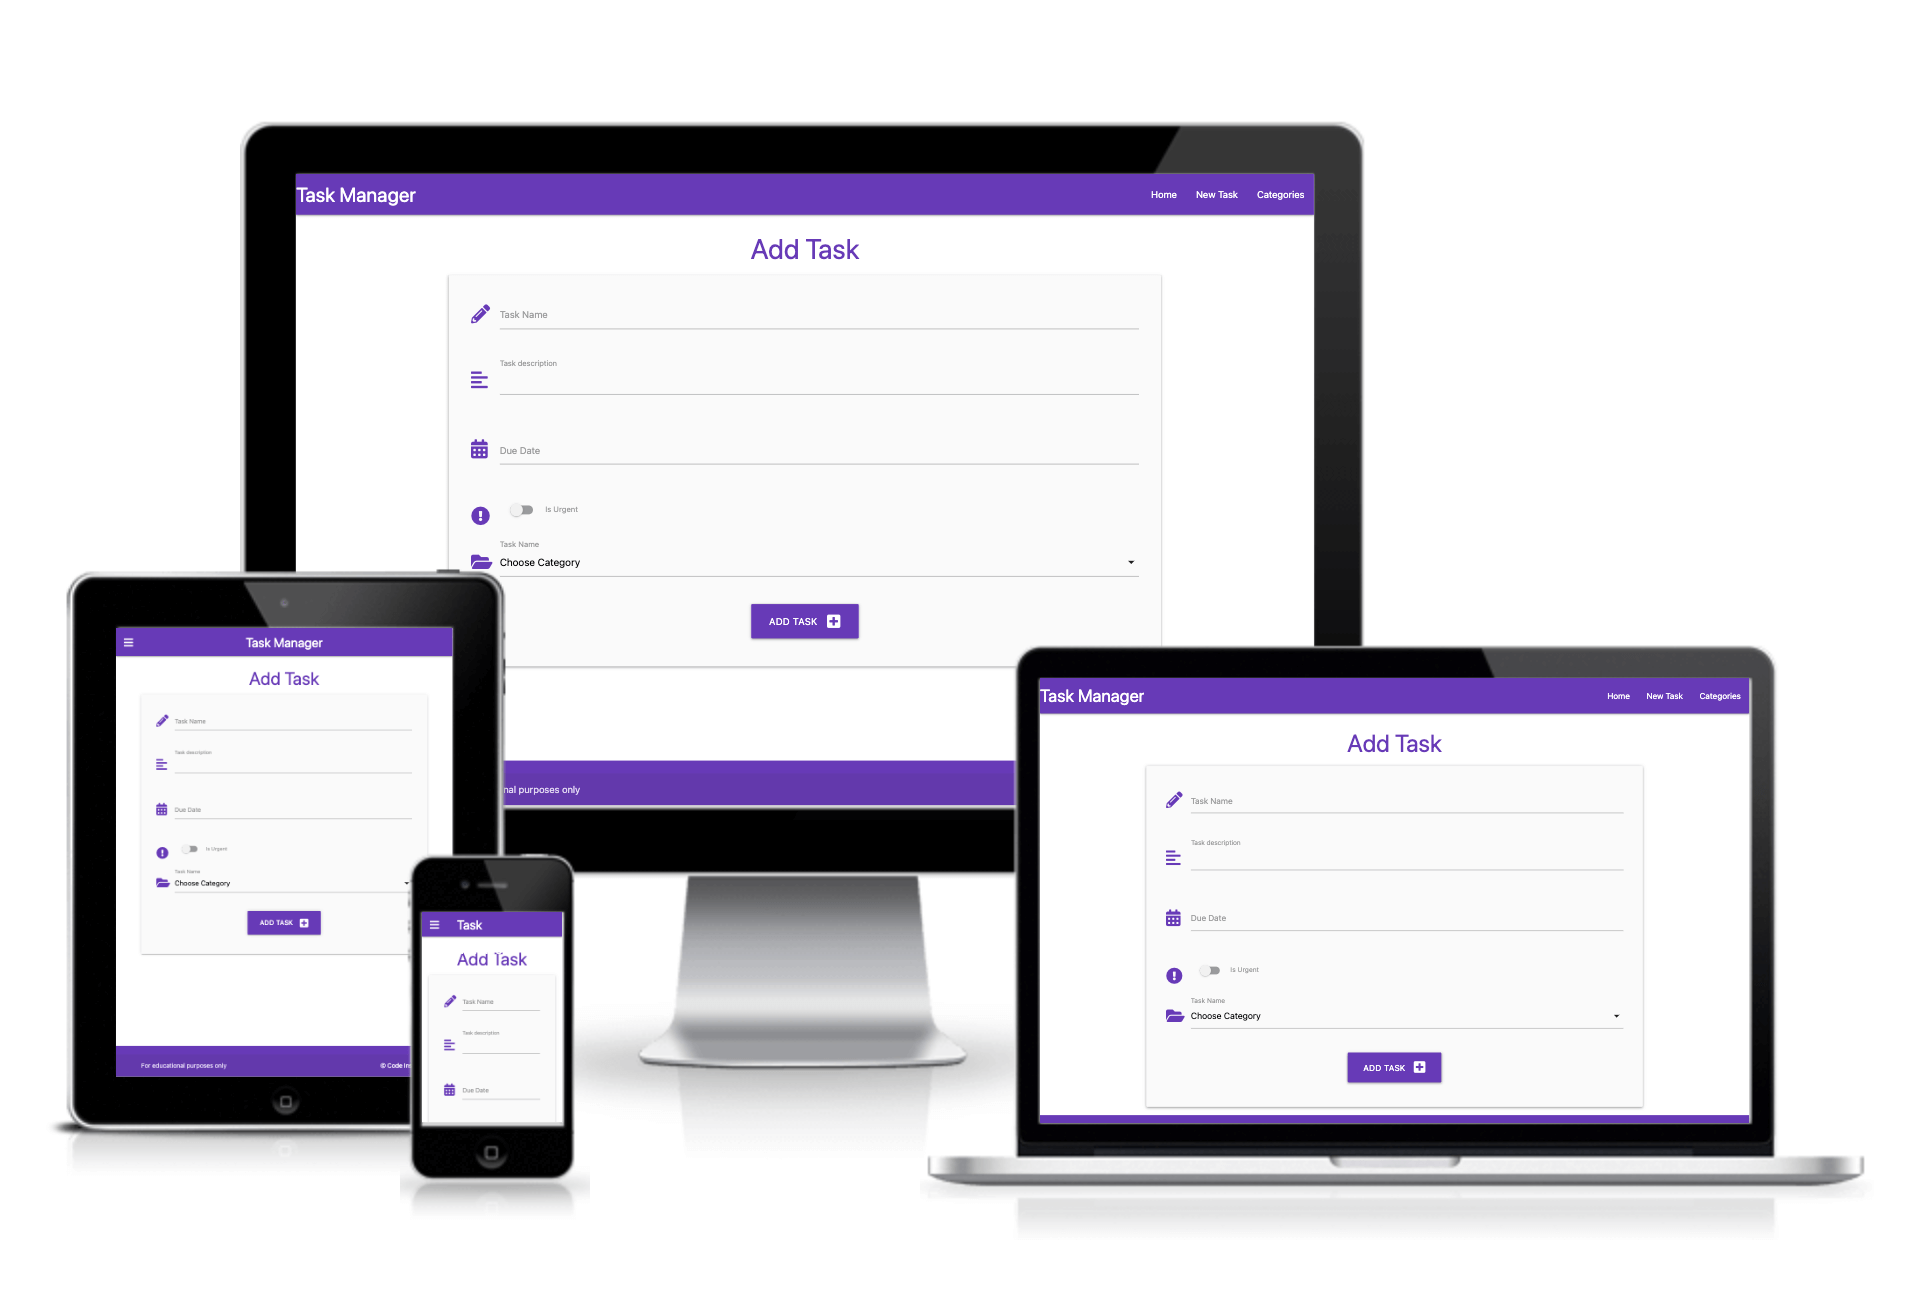 Task Manager
Home New Task Categories
Add Task
Task Name
Task description
Due Date
Is Urgent
Task Name
Choose Category
ADD TASK
purposes only
Task Manager
Add Task
Task Name
Task description
Due Date
Is Urgent
Task Name
Choose Category
ADD TASK
For educational purposes only
© Code
Task
Add Task
Task Name
Task description
Due Date
Task Manager
Home New Task Categories
Add Task
Task Name
Task description
Due Date
Is Urgent
Task Name
Choose Category
ADD TASK